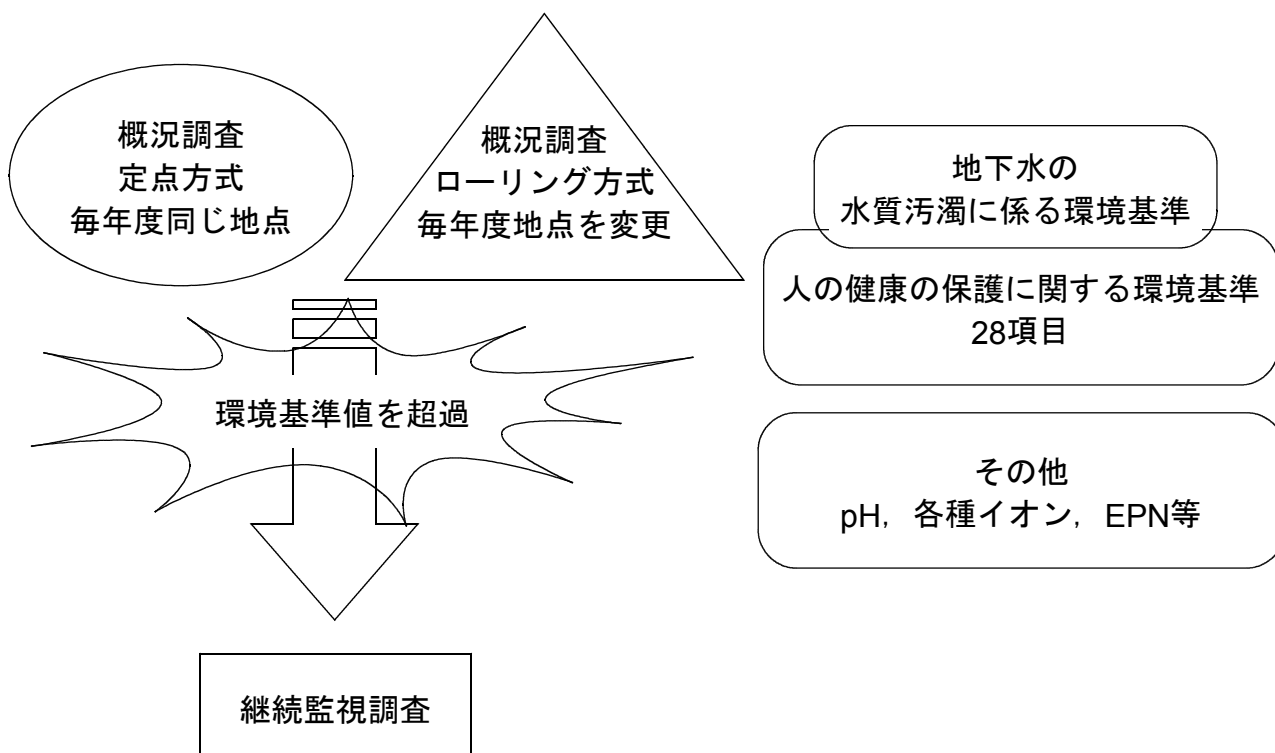 概況調査
定点方式
毎年度同じ地点
概況調査
ローリング方式
毎年度地点を変更
地下水の
水質汚濁に係る環境基準
人の健康の保護に関する環境基準
28項目
環境基準値を超過
その他
pH，各種イオン，EPN等
継続監視調査